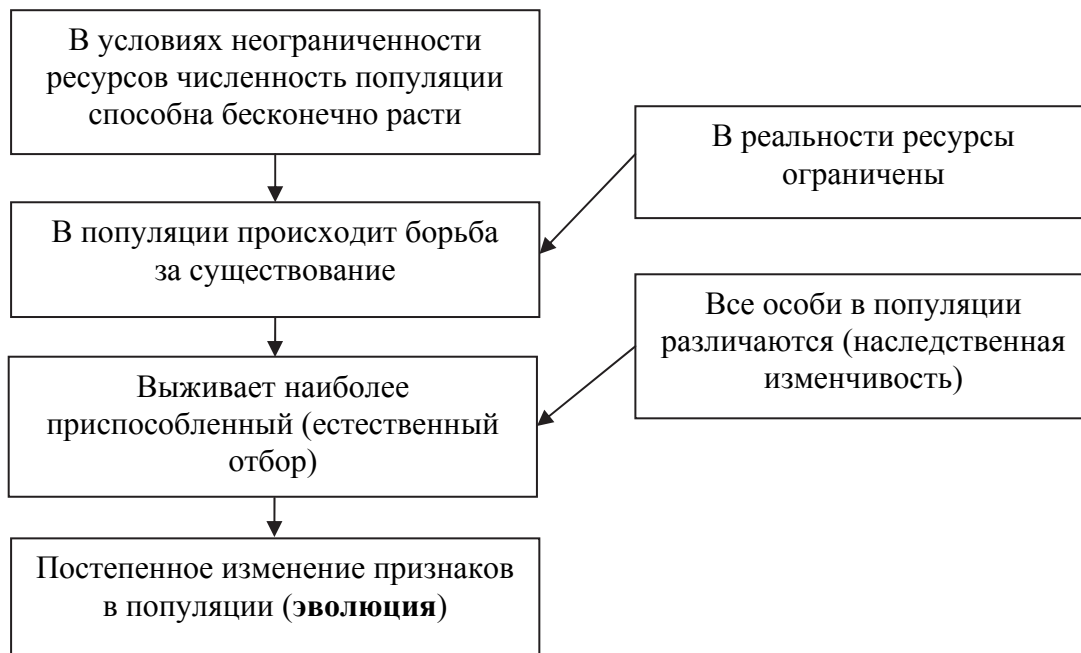 В условиях неограниченности
ресурсов численность популяции
способна бесконечно расти
В реальности ресурсы
ограничены
В популяции происходит борьба
за существование
Все особи в популяции
различаются (наследственная
изменчивость)
Выживает наиболее
приспособленный (естественный
отбор)
Постепенное изменение признаков
в популяции (эволюция)